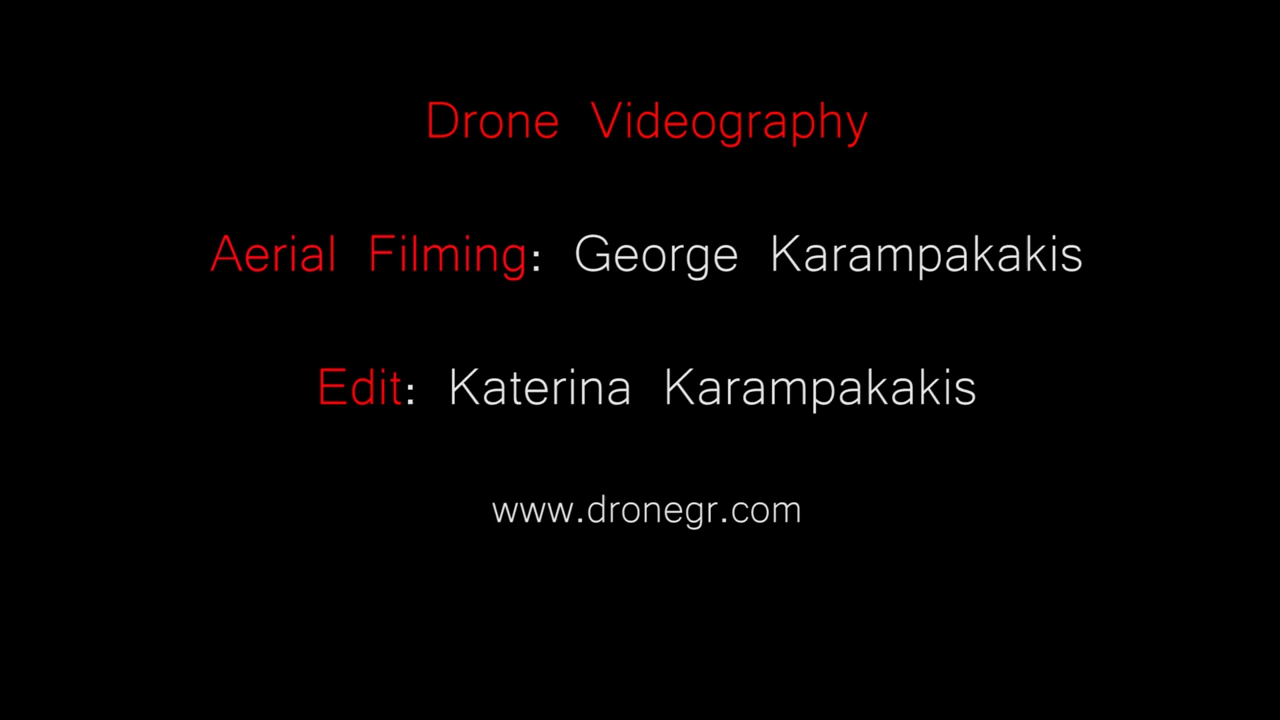 Drone Videography
Aerial Filming: George Karampakakis
Edit: Katerina Karampakakis
www.dronegr.com